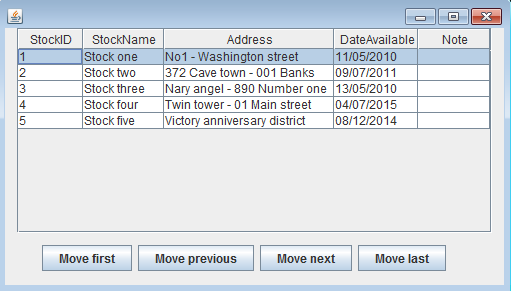 StockID StockName Address DateAvailable Note
1 Stock one No1 - Washington street 11/05/2010
2 Stock two 372 Cave town - 001 Banks 09/07/2011
3 Stock three Nary angel - 890 Number one 13/05/2010
4 Stock four Twin tower - 01 Main street 04/07/2015
5 Stock five Victory anniversary district 08/12/2014
Move first Move previous Move next Move last